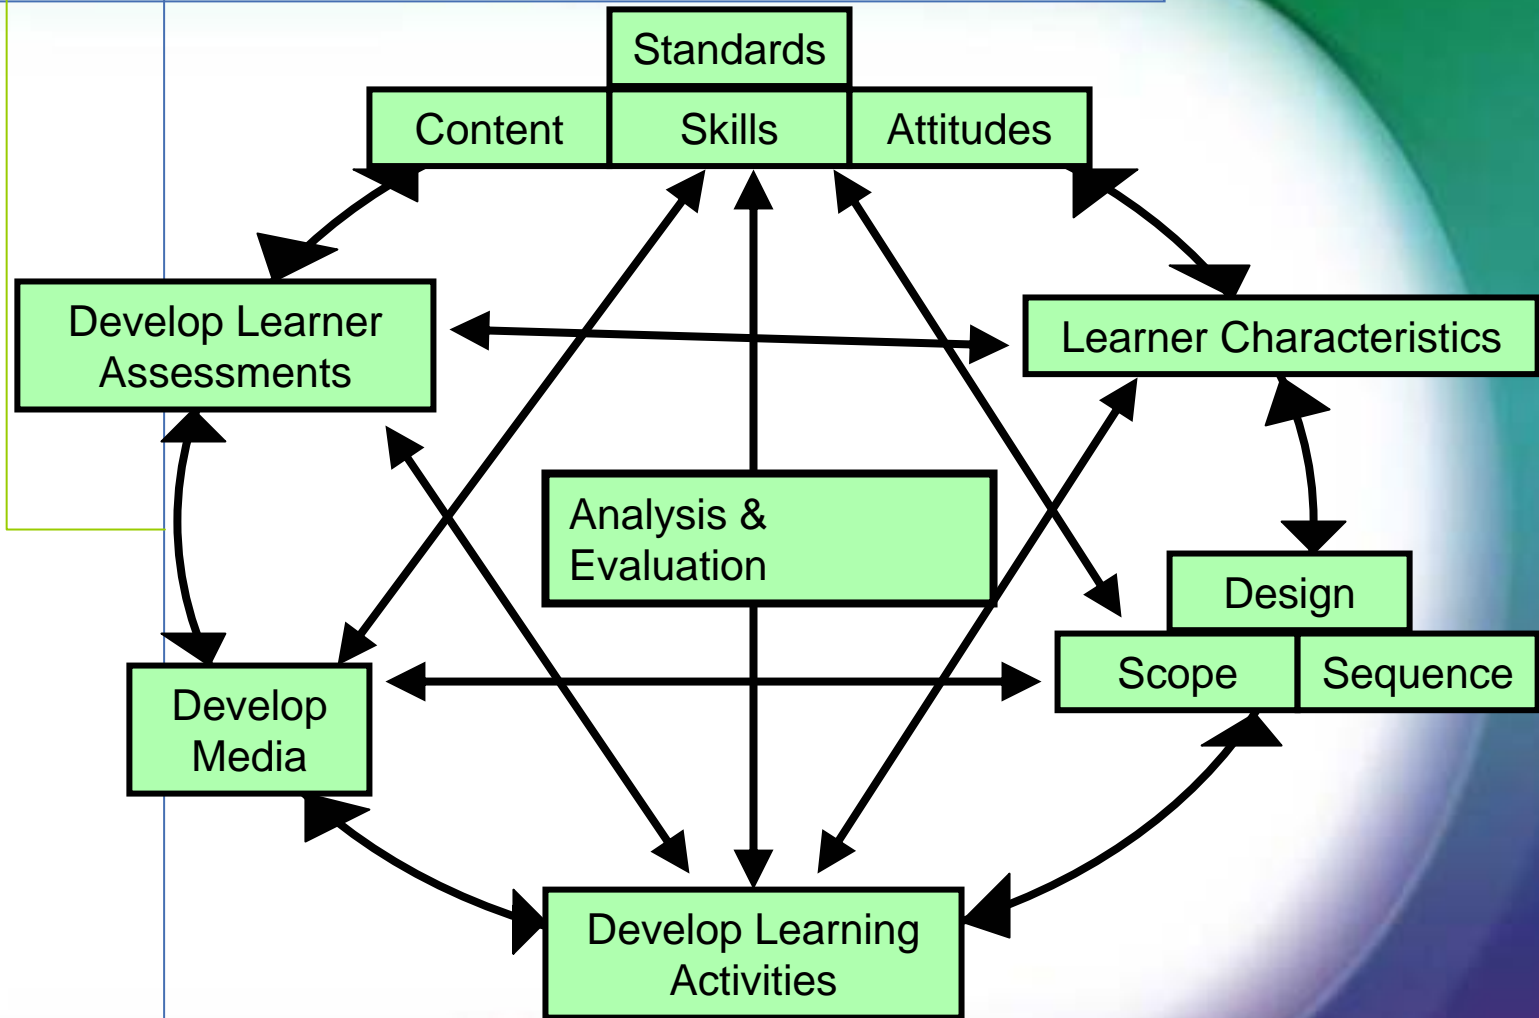 Standards
Content Skills Attitudes
Develop Learner
Assessments
Learner Characteristics
Analysis &
Evaluation
Design
Scope Sequence
Develop
Media
Develop Learning
Activities